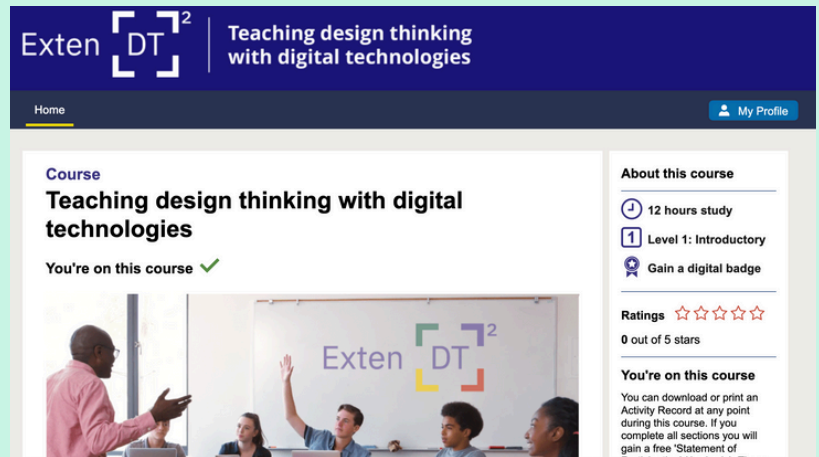 Exten DT 2
Teaching design thinking
with digital technologies
Home
My Profile
Course
Teaching design thinking with digital
technologies
You're on this course
Exten DT 2
About this course
12 hours study
1 Level 1: Introductory
Gain a digital badge
Ratings
0 out of 5 stars
You're on this course
You can download or print an
Activity Record at any point
during this course. If you
complete all sections you will
gain a free 'Statement of